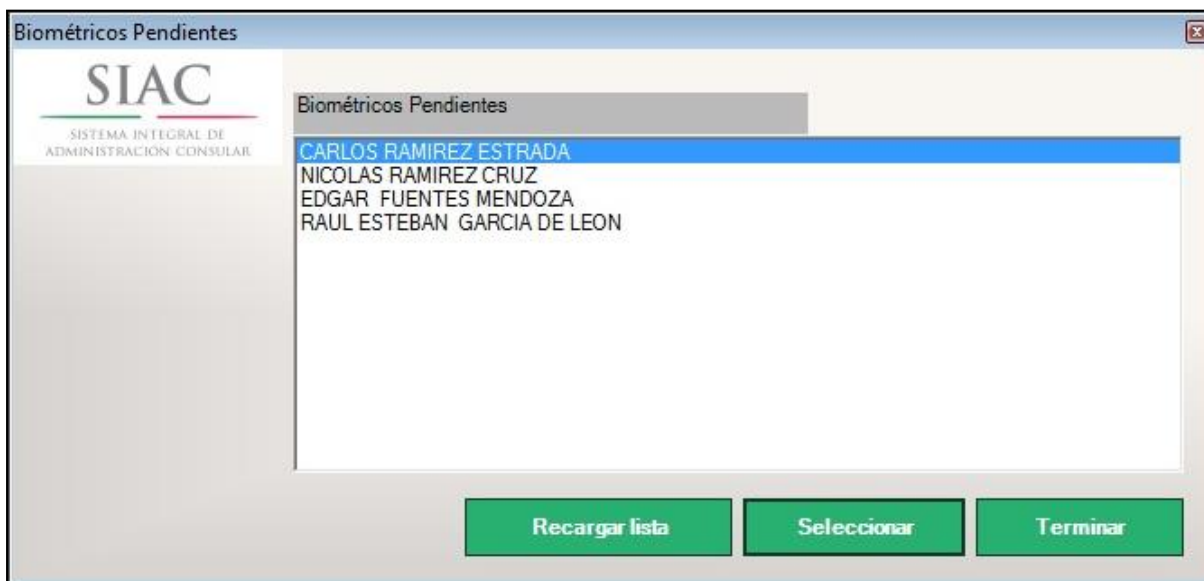 Biométricos Pendientes
SIAC
SISTEMA INTEGRAL DE
ADMINISTRACIÓN CONSULAR
Biométricos Pendientes
CARLOS RAMIREZ ESTRADA
NICOLAS RAMIREZ CRUZ
EDGAR  FUENTES MENDOZA
RAUL ESTEBAN  GARCIA DE LEON
Recargar lista
Seleccionar
Terminar